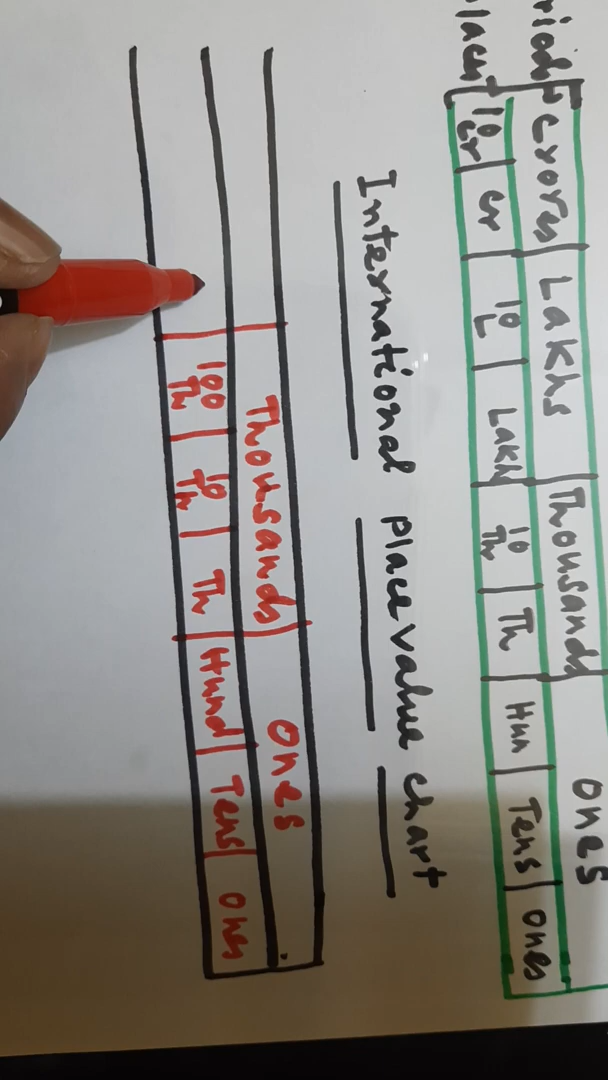 Crores Lakhs Thousands Ones
10 cr cr 10 L Lakh 10 Th Th Hun Tens Ones
International place value chart
Thousands Ones
100 Th 10 Th Th Hund Tens Ones